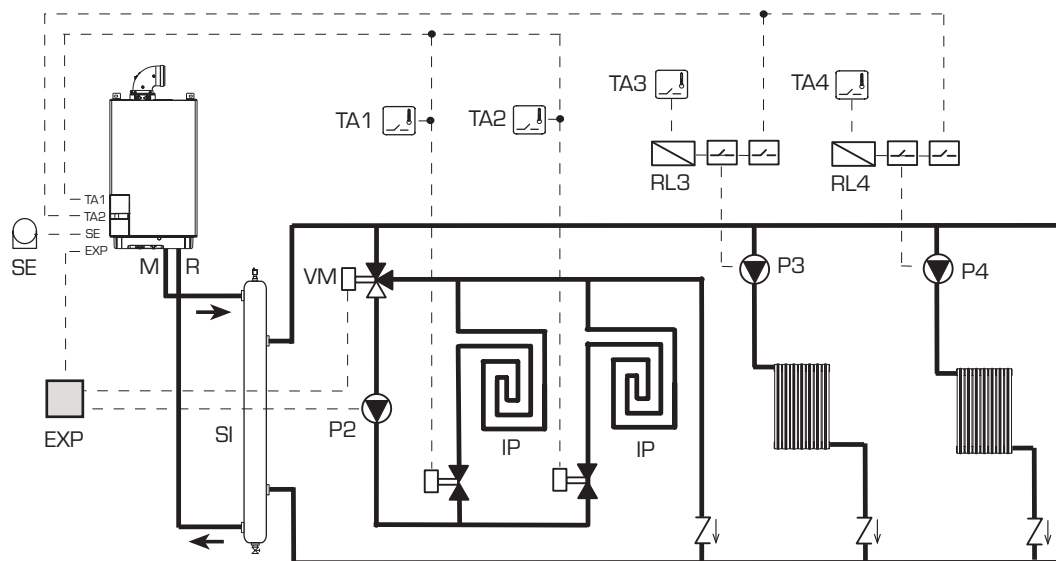 TA3
TA4
TA1
TA2
RL3
RL4
TA1
TA2
SE
EXP
SE
M
R
VM
P3
P4
EXP
SI
P2
IP
IP